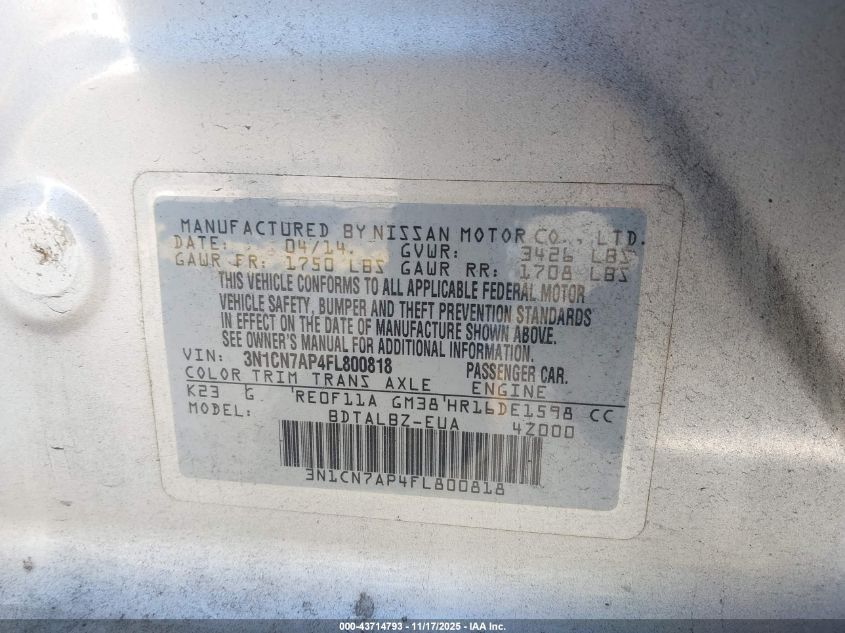 MANUFACTURED BY NISSAN MOTOR CO., LTD.
DATE: 04/14 GVWR: 3426 LBS
GAWR FR: 1750 LBS GAWR RR: 1708 LBS
THIS VEHICLE CONFORMS TO ALL APPLICABLE FEDERAL MOTOR
VEHICLE SAFETY, BUMPER AND THEFT PREVENTION STANDARDS
IN EFFECT ON THE DATE OF MANUFACTURE SHOWN ABOVE.
SEE OWNER'S MANUAL FOR ADDITIONAL INFORMATION.
VIN: 3N1CN7AP4FL800818 PASSENGER CAR.
COLOR TRIM TRANS AXLE ENGINE
K23 G RE0F11A GM38 HR16DE1598 CC
MODEL: BDTALBZ-EUA 42000
3N1CN7AP4FL800818
000-43714793 - 11/17/2025 - IAA Inc.